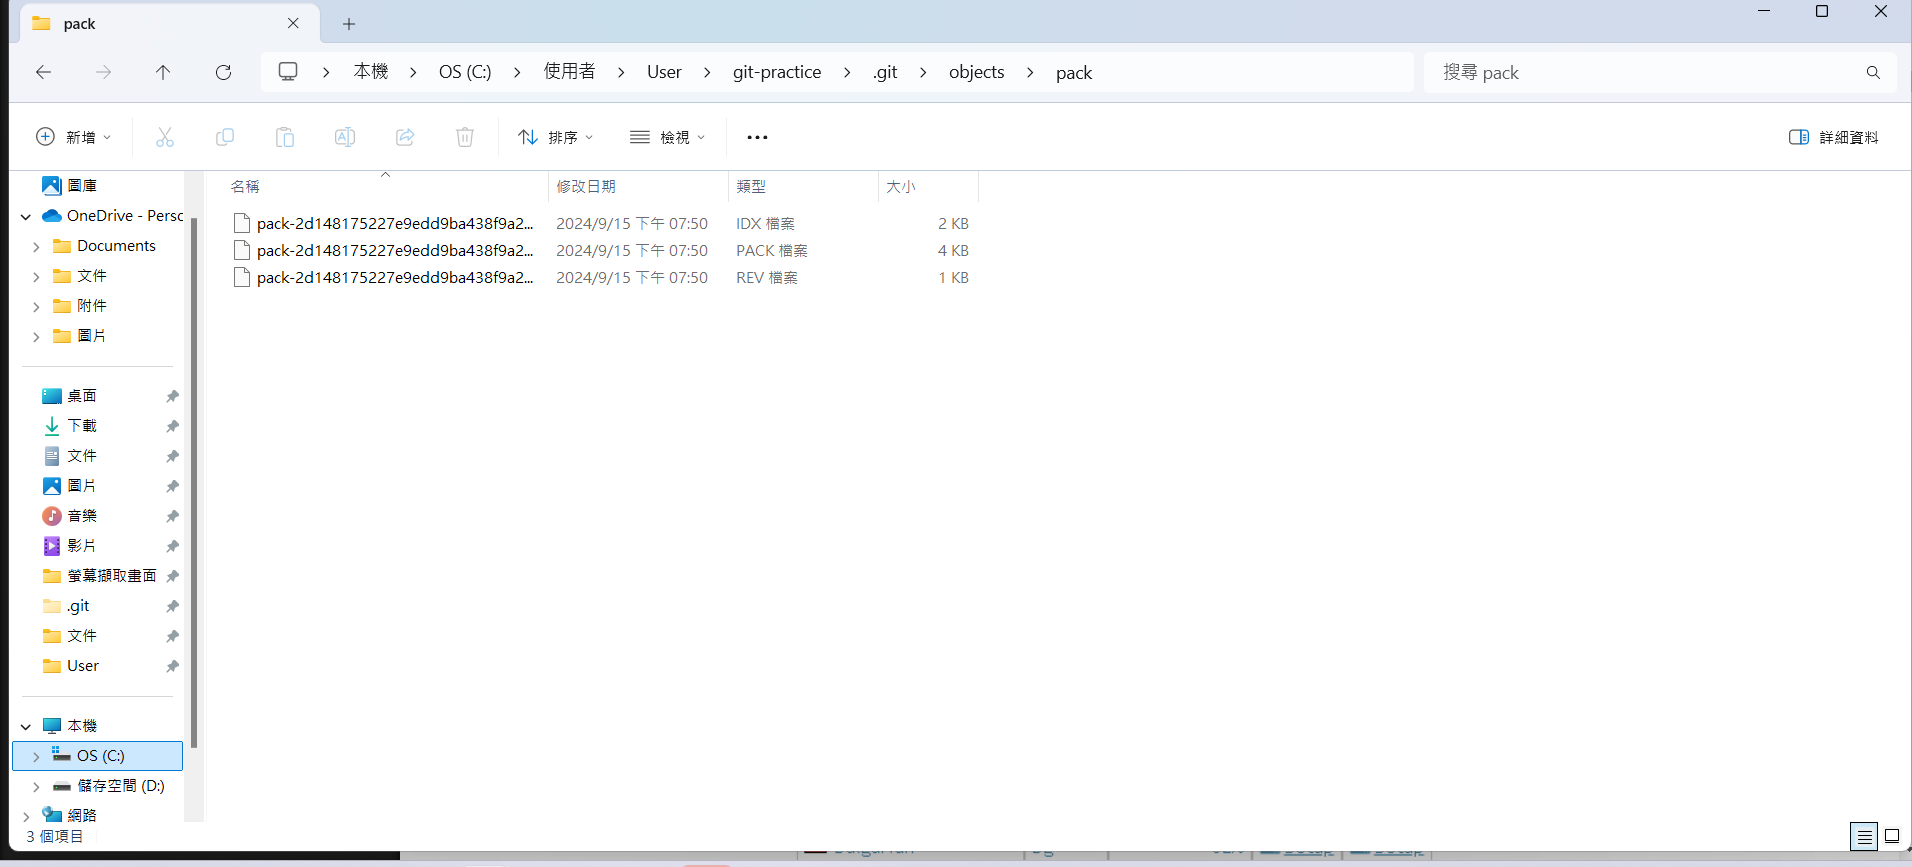 pack
本機 OS (C:) 使用者 User git-practice .git objects pack
搜尋 pack
新增 排序 檢視 詳細資料
名稱 修改日期 類型 大小
pack-2d148175227e9edd9ba438f9a2... 2024/9/15 下午 07:50 IDX 檔案 2 KB
pack-2d148175227e9edd9ba438f9a2... 2024/9/15 下午 07:50 PACK 檔案 4 KB
pack-2d148175227e9edd9ba438f9a2... 2024/9/15 下午 07:50 REV 檔案 1 KB
圖庫
OneDrive - Persc
Documents
文件
附件
圖片
桌面
下載
文件
圖片
音樂
影片
螢幕擷取畫面
.git
文件
User
本機
OS (C:)
儲存空間 (D:)
網路
3 個項目